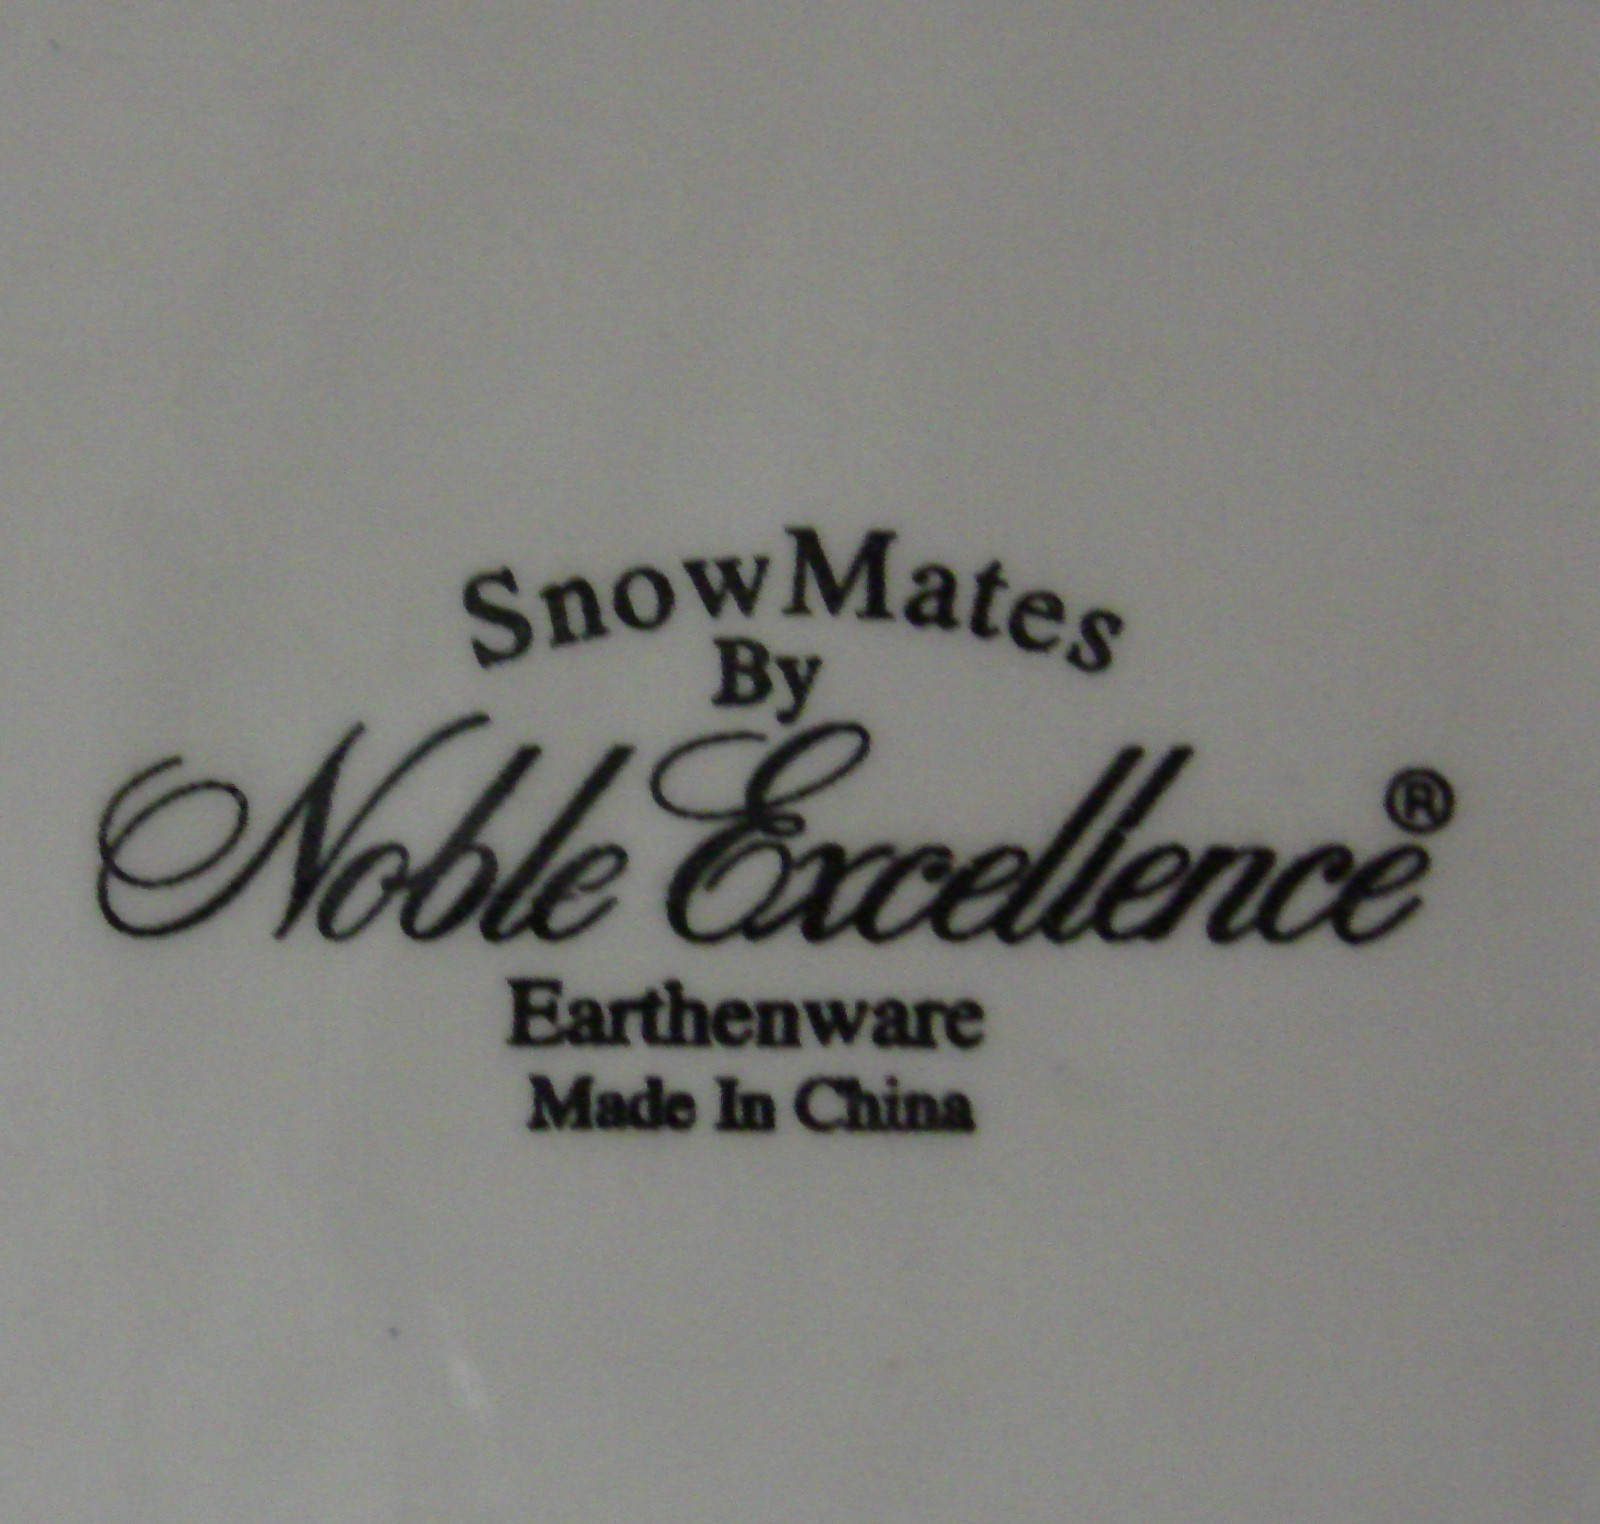 SnowMates
By
Noble Excellence®
Earthenware
Made In China